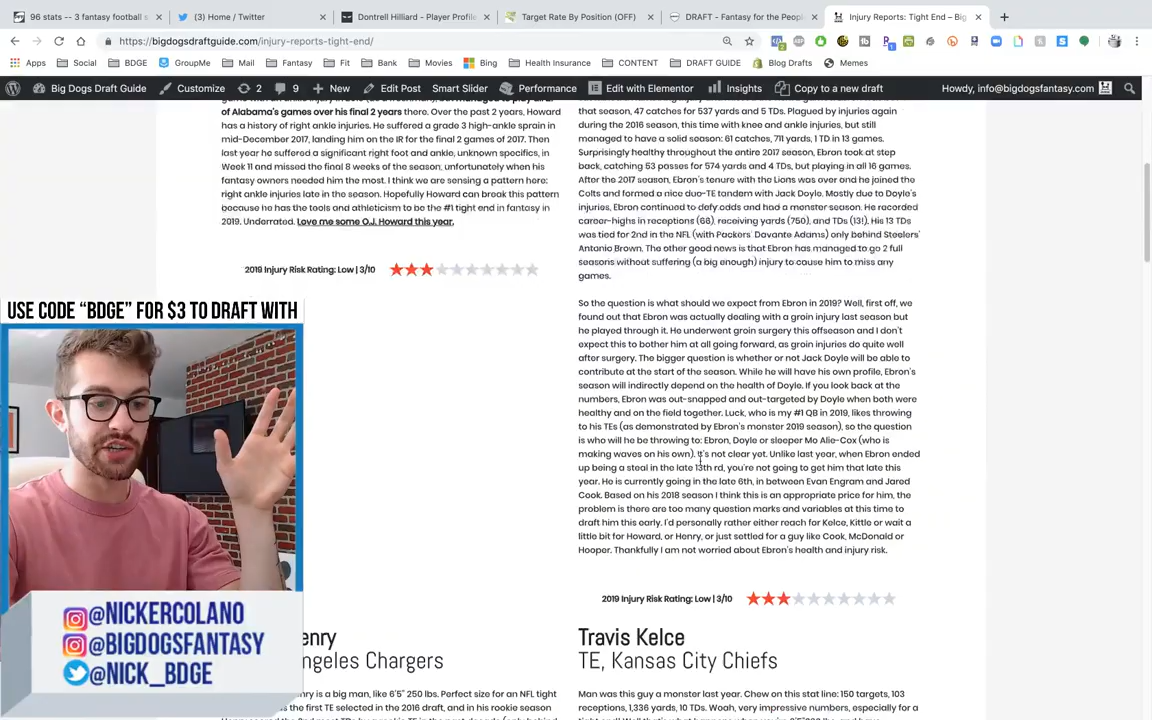 96 stats -- 3 fantasy football s
(3) Home / Twitter
Dontrell Hilliard - Player Profile
Target Rate By Position (OFF)
DRAFT - Fantasy for the Peopl
Injury Reports: Tight End – Big
https://bigdogsdraftguide.com/injury-reports-tight-end/
Apps Social BDGE GroupMe Mail Fantasy Fit Bank Movies Bing Health Insurance CONTENT DRAFT GUIDE Blog Drafts Memes
Big Dogs Draft Guide Customize 2 9 New Edit Post Smart Slider Performance Edit with Elementor Insights Copy to a new draft Howdy, info@bigdogsfantasy.com
of Alabama's games over his final 2 years there. Over the past 2 years, Howard
has a history of right ankle injuries. He suffered a grade 3 high-ankle sprain in
mid-December 2017, landing him on the IR for the final 2 games of 2017. Then
last year he suffered a significant right foot and ankle, unknown specifics, in
Week 11 and missed the final 8 weeks of the season, unfortunately when his
fantasy owners needed him the most. I think we are sensing a pattern here:
right ankle injuries late in the season. Hopefully Howard can break this pattern
because he has the tools and athleticism to be the #1 tight end in fantasy in
2019. Underrated. Love me some O.J. Howard this year.
2019 Injury Risk Rating: Low | 3/10
that season, 47 catches for 537 yards and 5 TDs. Plagued by injuries again
during the 2016 season, this time with knee and ankle injuries, but still
managed to have a solid season: 61 catches, 711 yards, 1 TD in 13 games.
Surprisingly healthy throughout the entire 2017 season, Ebron took at step
back, catching 53 passes for 574 yards and 4 TDs, but playing in all 16 games.
After the 2017 season, Ebron's tenure with the Lions was over and he joined the
Colts and formed a nice duo-TE tandem with Jack Doyle. Mostly due to Doyle's
injuries, Ebron continued to defy odds and had a monster season. He recorded
career-highs in receptions (68), receiving yards (750), and TDs (13!). His 13 TDs
was tied for 2nd in the NFL (with Packers' Davante Adams) only behind Steelers'
Antonio Brown. The other good news is that Ebron has managed to go 2 full
seasons without suffering (a big enough) injury to cause him to miss any
games.
So the question is what should we expect from Ebron in 2019? Well, first off, we
found out that Ebron was actually dealing with a groin injury last season but
he played through it. He underwent groin surgery this offseason and I don't
expect this to bother him at all going forward, as groin injuries do quite well
after surgery. The bigger question is whether or not Jack Doyle will be able to
contribute at the start of the season. While he will have his own profile, Ebron's
season will indirectly depend on the health of Doyle. If you look back at the
numbers, Ebron was out-snapped and out-targeted by Doyle when both were
healthy and on the field together. Luck, who is my #1 QB in 2019, likes throwing
to his TEs (as demonstrated by Ebron's monster 2019 season), so the question
is who will he be throwing to: Ebron, Doyle or sleeper Mo Alie-Cox (who is
making waves on his own). It's not clear yet. Unlike last year, when Ebron ended
up being a steal in the late 13th rd, you're not going to get him that late this
year. He is currently going in the late 6th, in between Evan Engram and Jared
Cook. Based on his 2018 season I think this is an appropriate price for him, the
problem is there are too many question marks and variables at this time to
draft him this early. I'd personally rather either reach for Kelce, Kittle or wait a
little bit for Howard, or Henry, or just settled for a guy like Cook, McDonald or
Hooper. Thankfully I am not worried about Ebron's health and injury risk.
2019 Injury Risk Rating: Low | 3/10
USE CODE "BDGE" FOR $3 TO DRAFT WITH
@NICKERCOLANO
@BIGDOGSFANTASY
@NICK_BDGE
enry
ngeles Chargers
nry is a big man, like 6'5" 250 lbs. Perfect size for an NFL tight
s the first TE selected in the 2016 draft, and in his rookie season
Travis Kelce
TE, Kansas City Chiefs
Man was this guy a monster last year. Chew on this stat line: 150 targets, 103
receptions, 1,336 yards, 10 TDs. Woah, very impressive numbers, especially for a